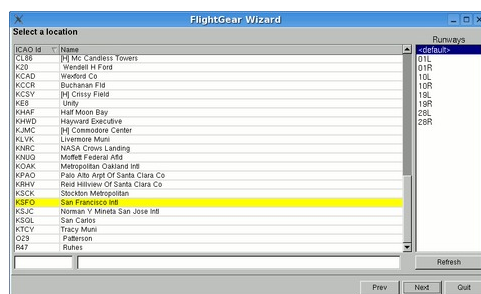 FlightGear Wizard
Select a location
Runways
ICAO Id Name
CL86 [H] Mc Candless Towers
K20 Wendell H Ford
KCAD Wexford Co
KCCR Buchanan Fld
KCSY [H] Crissy Field
KE8 Unity
KHAF Half Moon Bay
KHWD Hayward Executive
KJMC [H] Commodore Center
KLVK Livermore Muni
KNRC NASA Crows Landing
KNUQ Moffett Federal Afld
KOAK Metropolitan Oakland Intl
KPAO Palo Alto Arpt Of Santa Clara Co
KRHV Reid Hillview Of Santa Clara Co
KSCK Stockton Metropolitan
KSFO San Francisco Intl
KSJC Norman Y Mineta San Jose Intl
KSQL San Carlos
KTCY Tracy Muni
O29 Patterson
R47 Ruhes
<default>
01L
01R
10L
10R
19L
19R
28L
28R
Refresh
Prev Next Quit